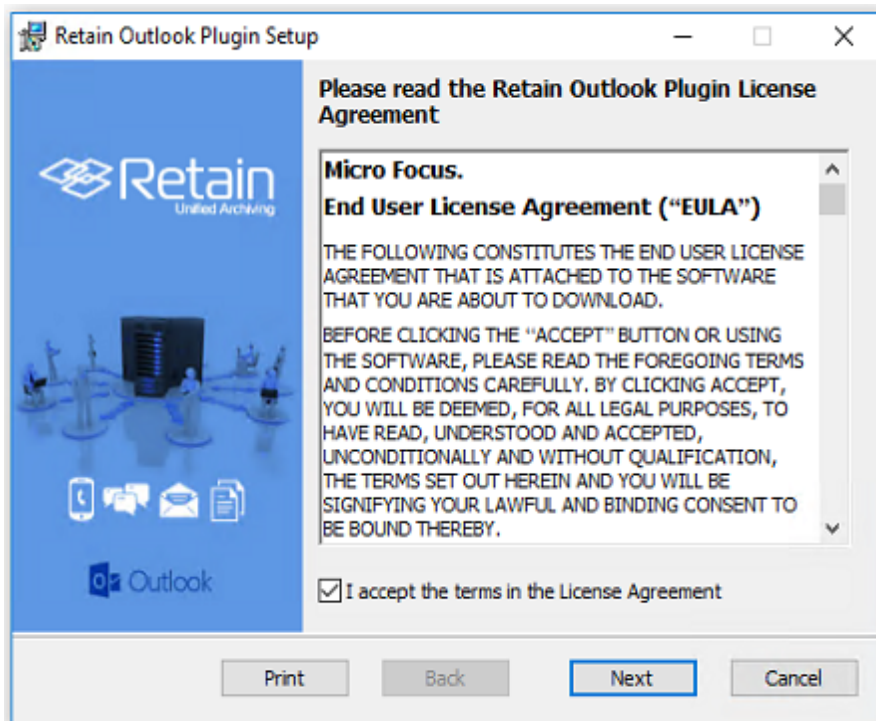 Retain Outlook Plugin Setup
Please read the Retain Outlook Plugin License
Agreement
Retain
Unified Archiving
Micro Focus.
End User License Agreement (“EULA”)
THE FOLLOWING CONSTITUTES THE END USER LICENSE
AGREEMENT THAT IS ATTACHED TO THE SOFTWARE
THAT YOU ARE ABOUT TO DOWNLOAD.
BEFORE CLICKING THE “ACCEPT” BUTTON OR USING
THE SOFTWARE, PLEASE READ THE FOREGOING TERMS
AND CONDITIONS CAREFULLY. BY CLICKING ACCEPT,
YOU WILL BE DEEMED, FOR ALL LEGAL PURPOSES, TO
HAVE READ, UNDERSTOOD AND ACCEPTED,
UNCONDITIONALLY AND WITHOUT QUALIFICATION,
THE TERMS SET OUT HEREIN AND YOU WILL BE
SIGNIFYING YOUR LAWFUL AND BINDING CONSENT TO
BE BOUND THEREBY.
Outlook
I accept the terms in the License Agreement
Print
Back
Next
Cancel